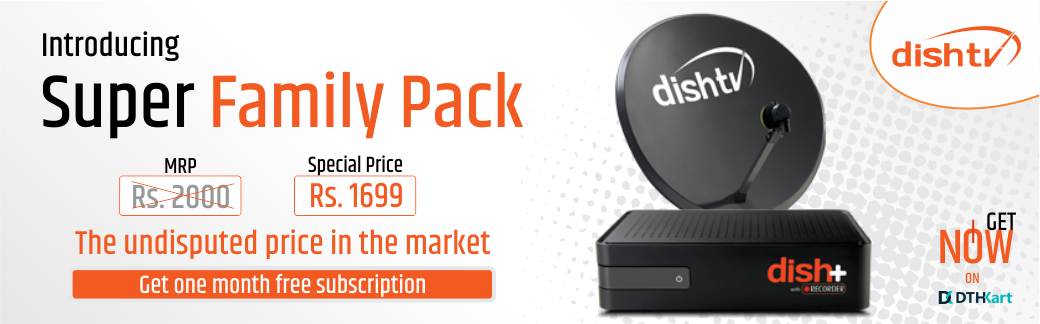 Introducing
Super Family Pack
MRP
Rs. 2000
Special Price
Rs. 1699
The undisputed price in the market
Get one month free subscription
dishtv
dish+
with RECORDER
dishtv
GET
NOW
ON
DTHKart